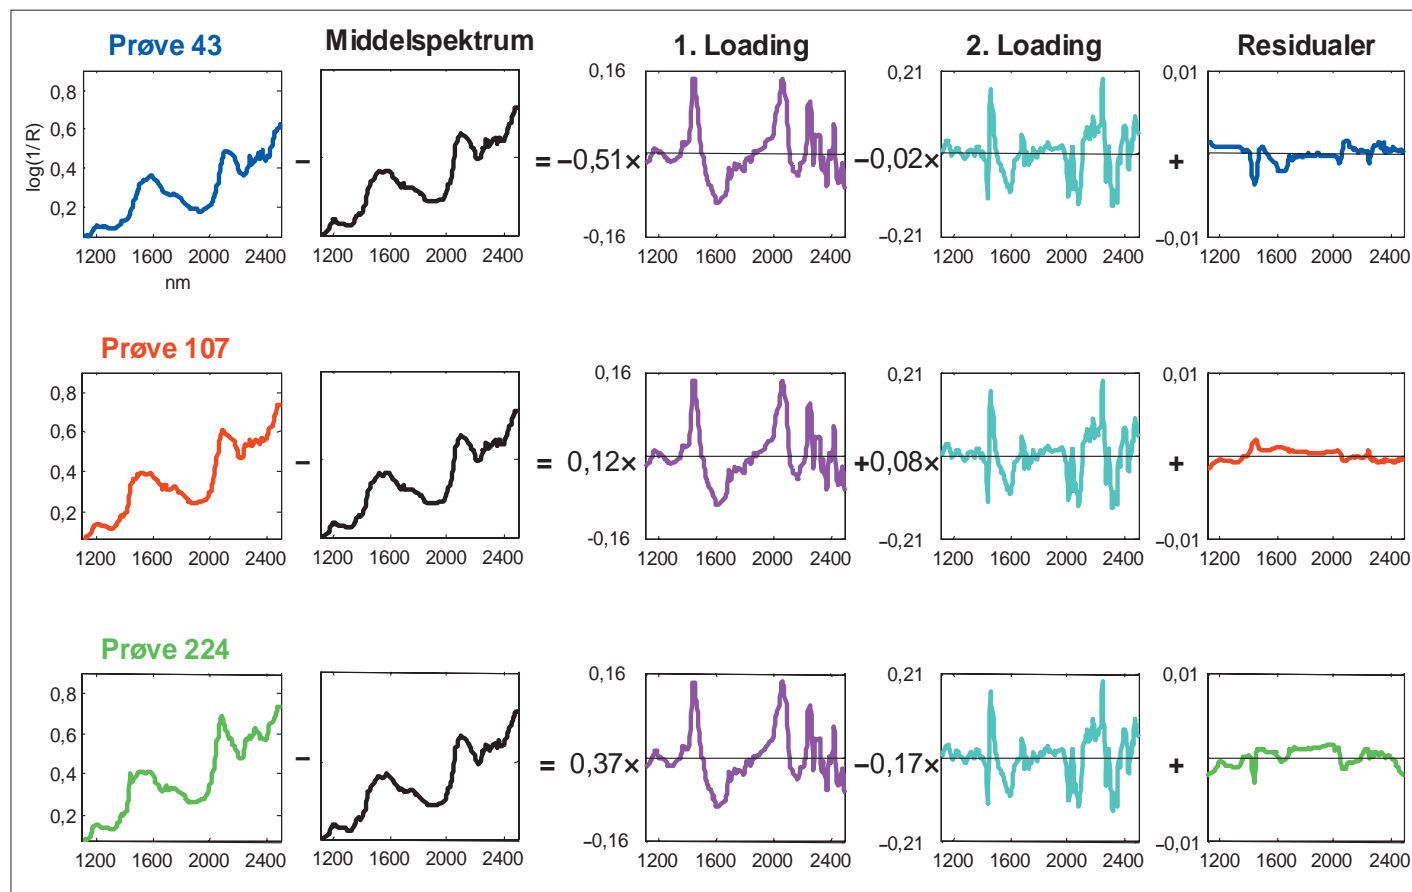 Prøve 43 Middelspektrum 1. Loading 2. Loading Residualer
0,8 0,6 0,4 0,2
log(1/R)
1200 1600 2000 2400
nm
–
1200 1600 2000 2400
= –0,51×
0,16 -0,16
1200 1600 2000 2400
–0,02×
0,21 –0,21
1200 1600 2000 2400
+
0,01 –0,01
1200 1600 2000 2400
Prøve 107
0,8 0,6 0,4 0,2
1200 1600 2000 2400
–
1200 1600 2000 2400
= 0,12×
0,16 -0,16
1200 1600 2000 2400
+0,08×
0,21 –0,21
1200 1600 2000 2400
+
0,01 –0,01
1200 1600 2000 2400
Prøve 224
0,8 0,6 0,4 0,2
1200 1600 2000 2400
–
1200 1600 2000 2400
= 0,37×
0,16 –0,16
1200 1600 2000 2400
–0,17×
0,21 –0,21
1200 1600 2000 2400
+
0,01 –0,01
1200 1600 2000 2400